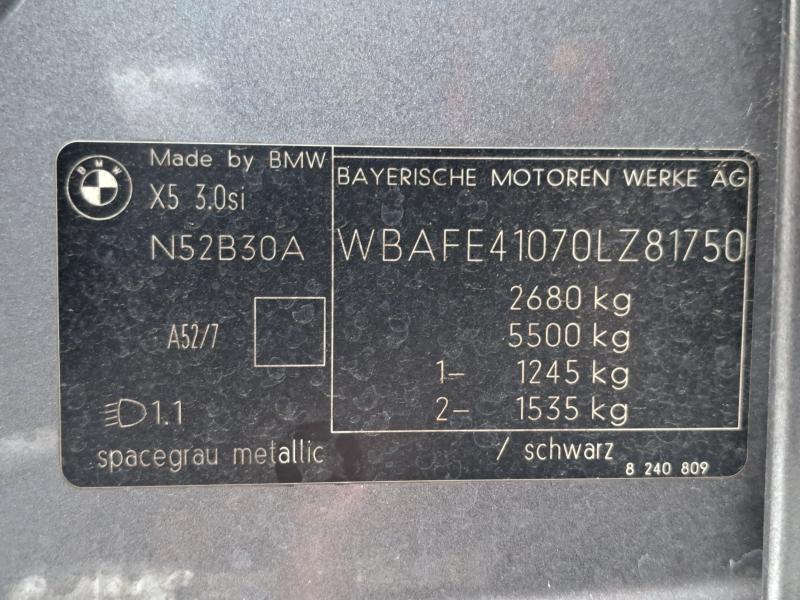 BMW
Made by BMW
X5 3.0si
N52B30A
A52/7
1.1
spacegrau metallic
BAYERISCHE MOTOREN WERKE AG
WBAFE41070LZ81750
2680 kg
5500 kg
1- 1245 kg
2- 1535 kg
/ schwarz
8 240 809